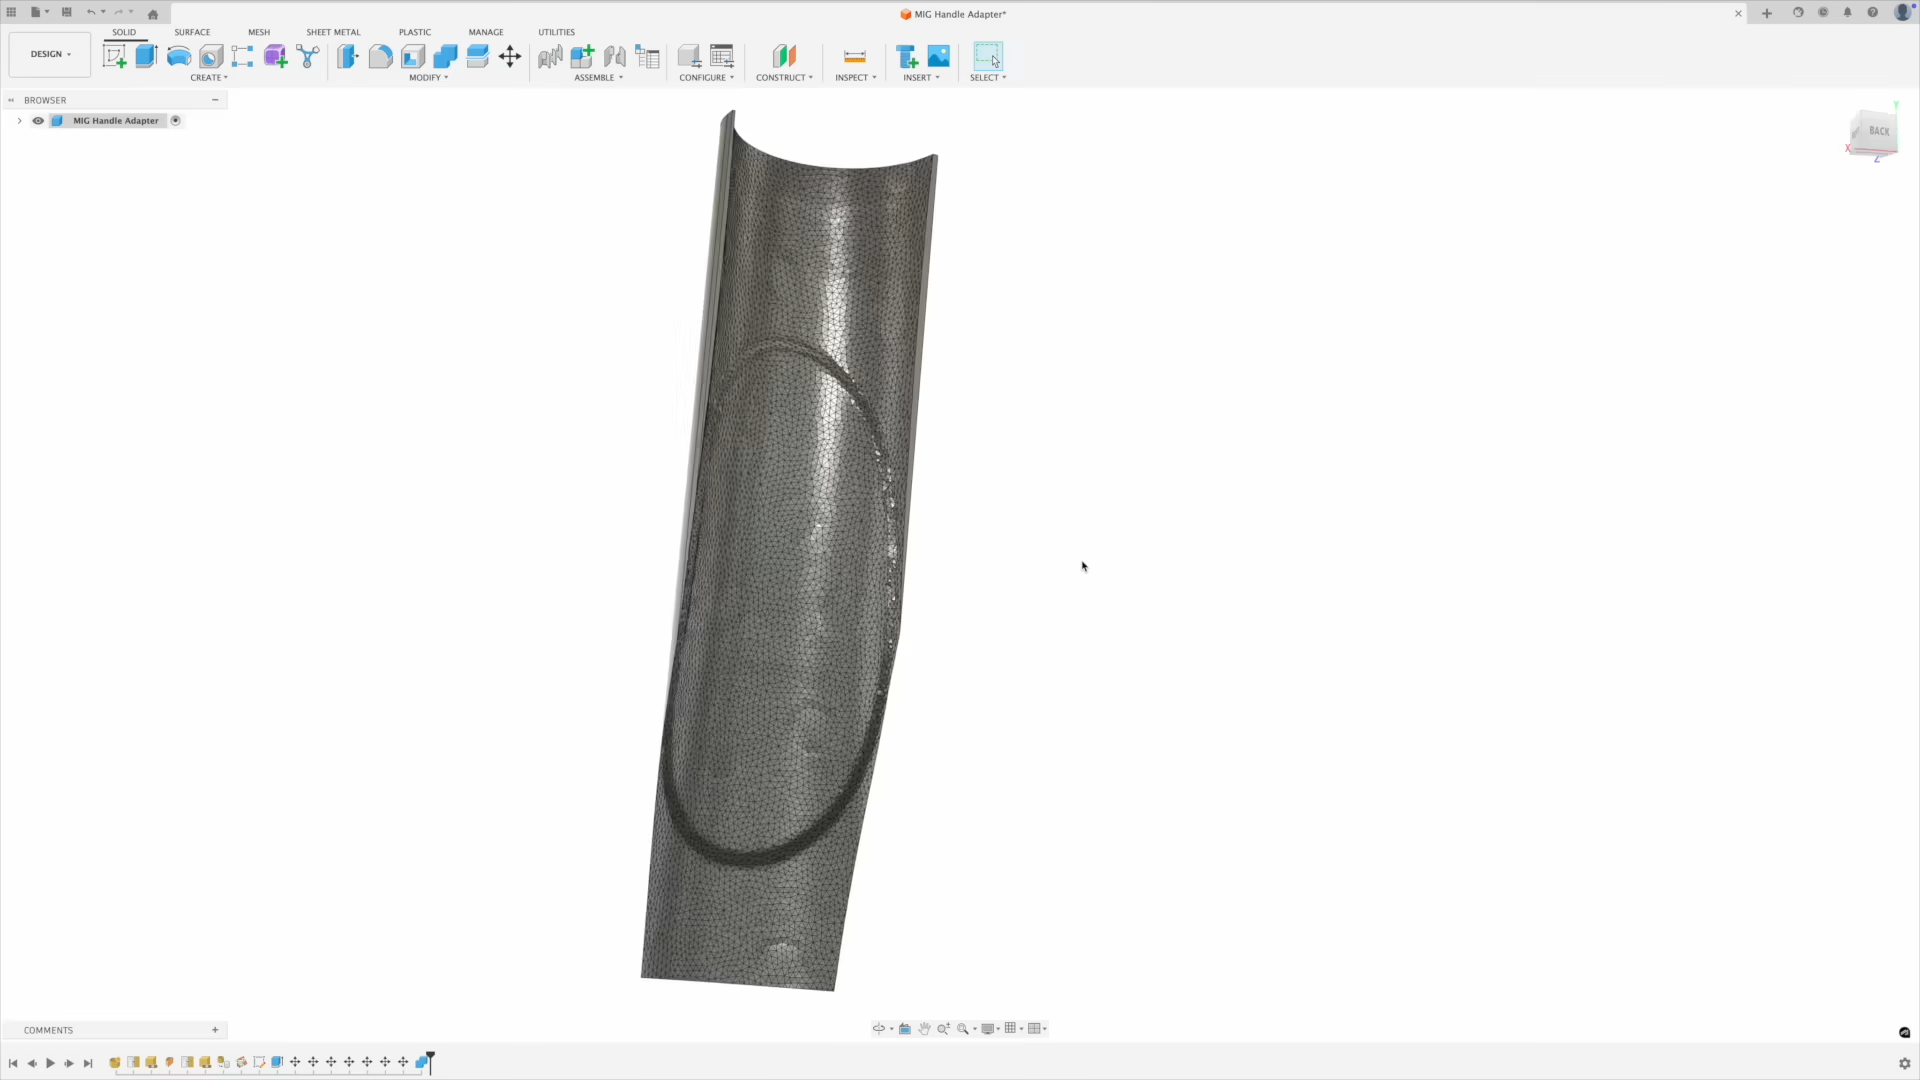 MIG Handle Adapter*
SOLID SURFACE MESH SHEET METAL PLASTIC MANAGE UTILITIES
DESIGN
CREATE MODIFY ASSEMBLE CONFIGURE CONSTRUCT INSPECT INSERT SELECT
BROWSER
MIG Handle Adapter
BACK
X
Z
COMMENTS